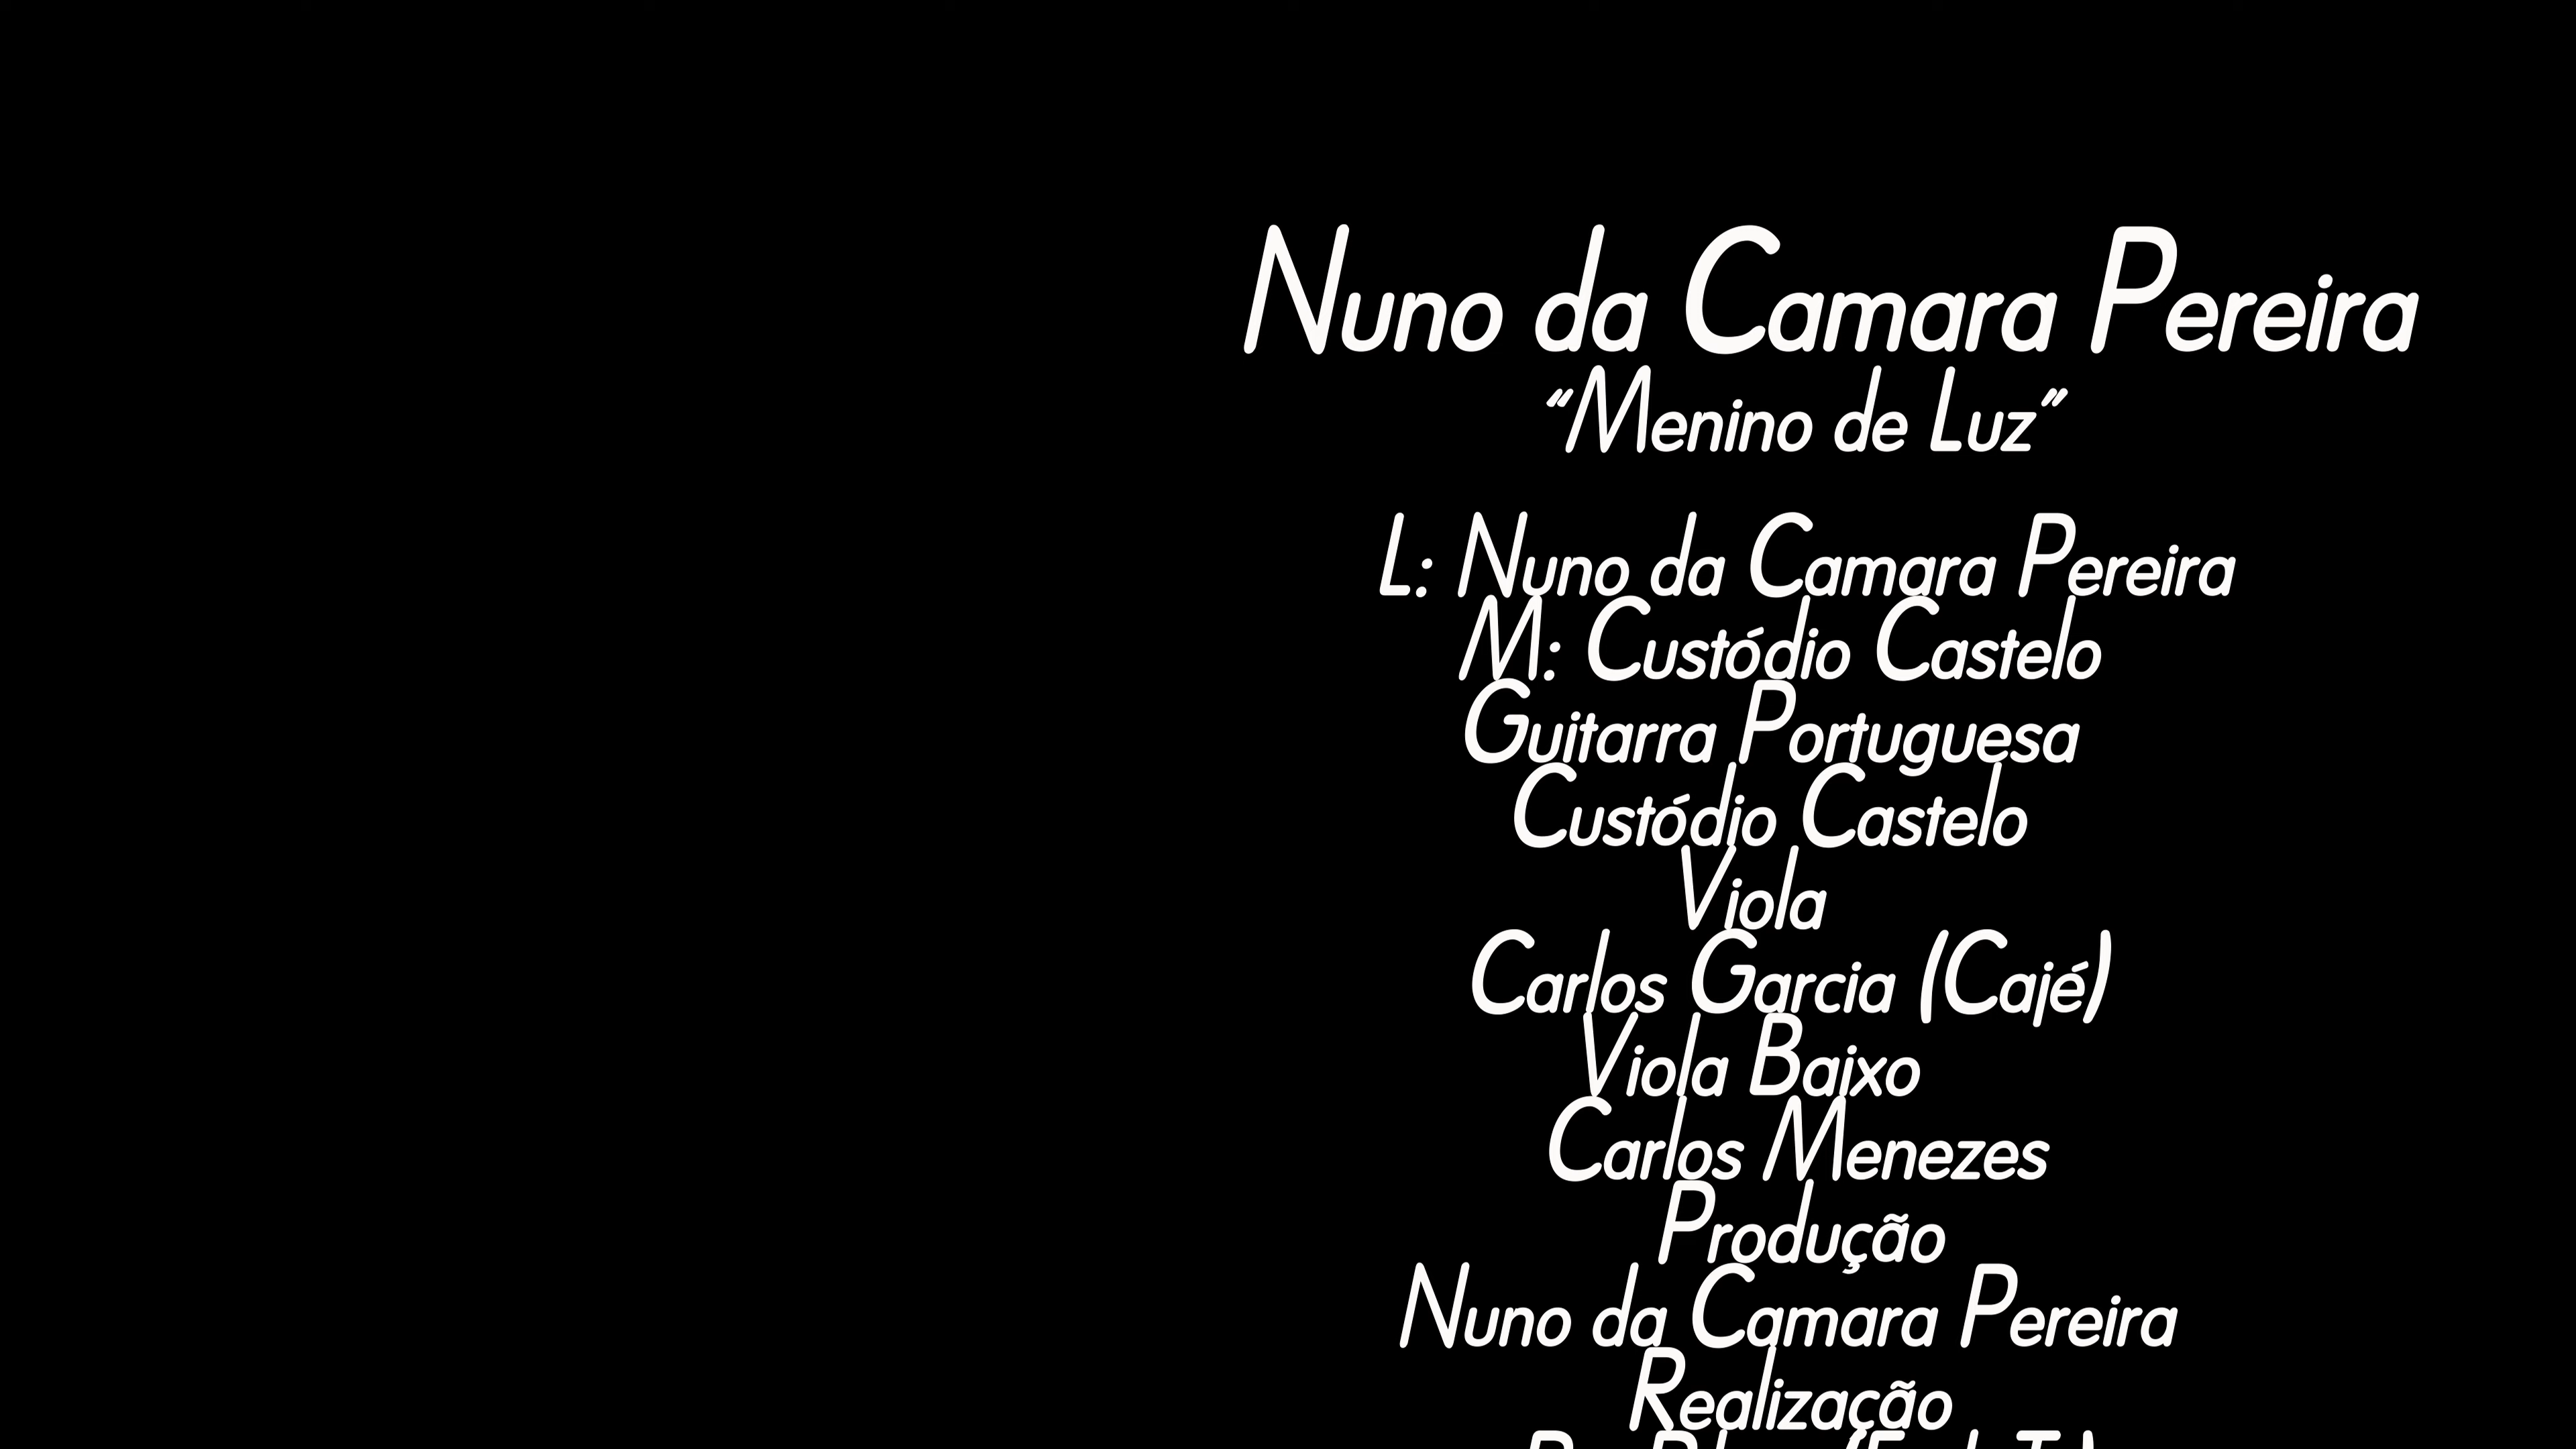 Nuno da Camara Pereira
“Menino de Luz”
L: Nuno da Camara Pereira
M: Custódio Castelo
Guitarra Portuguesa
Custódio Castelo
Viola
Carlos Garcia (Cajé)
Viola Baixo
Carlos Menezes
Produção
Nuno da Camara Pereira
Realização